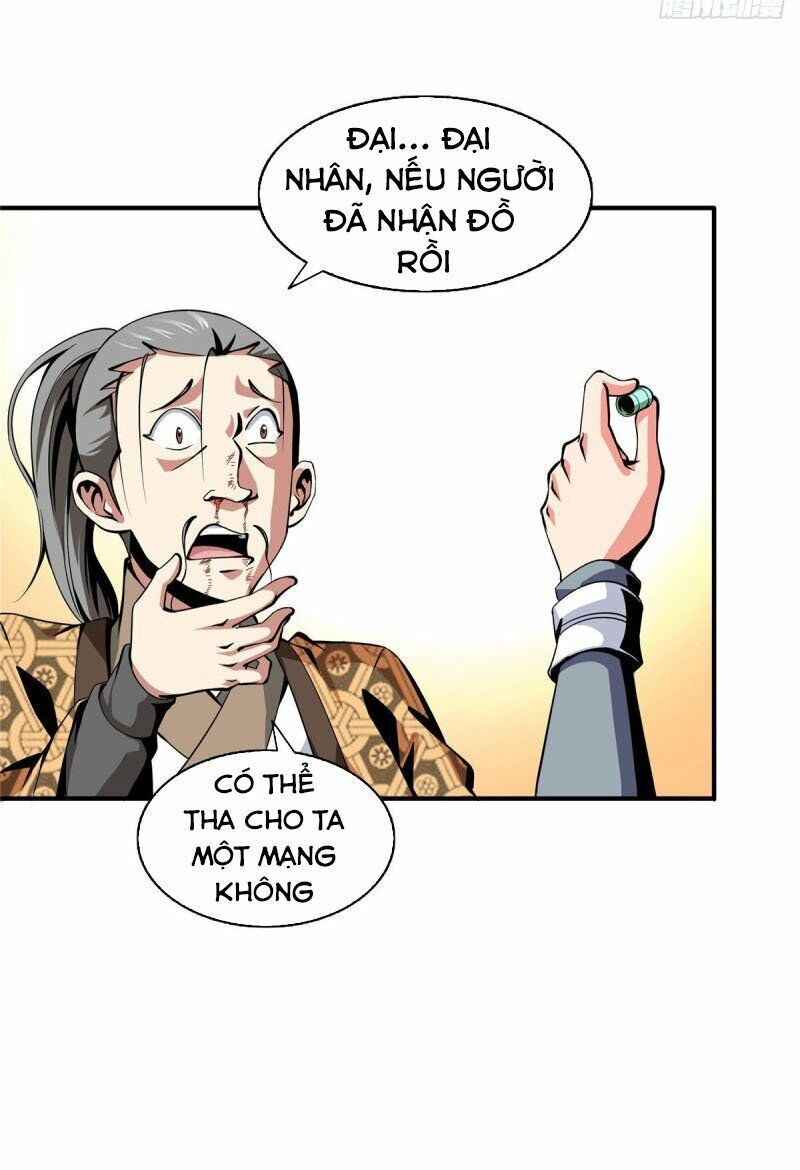 ĐẠI... ĐẠI
NHÂN, NẾU NGƯỜI
ĐÃ NHẬN ĐỒ
RỒI
CÓ THỂ
THA CHO TA
MỘT MẠNG
KHÔNG